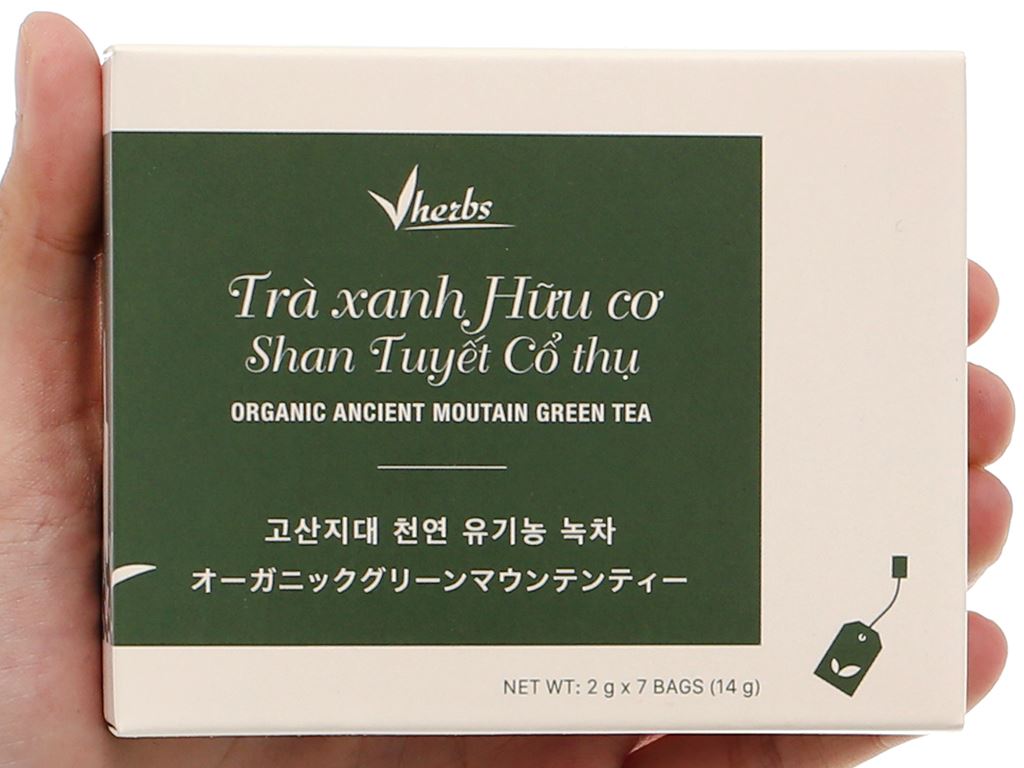 Vherbs
Trà xanh Hữu cơ
Shan Tuyết Cổ thụ
ORGANIC ANCIENT MOUTAIN GREEN TEA
고산지대 천연 유기농 녹차
オーガニックグリーンマウンテンティー
NET WT: 2 g x 7 BAGS (14 g)